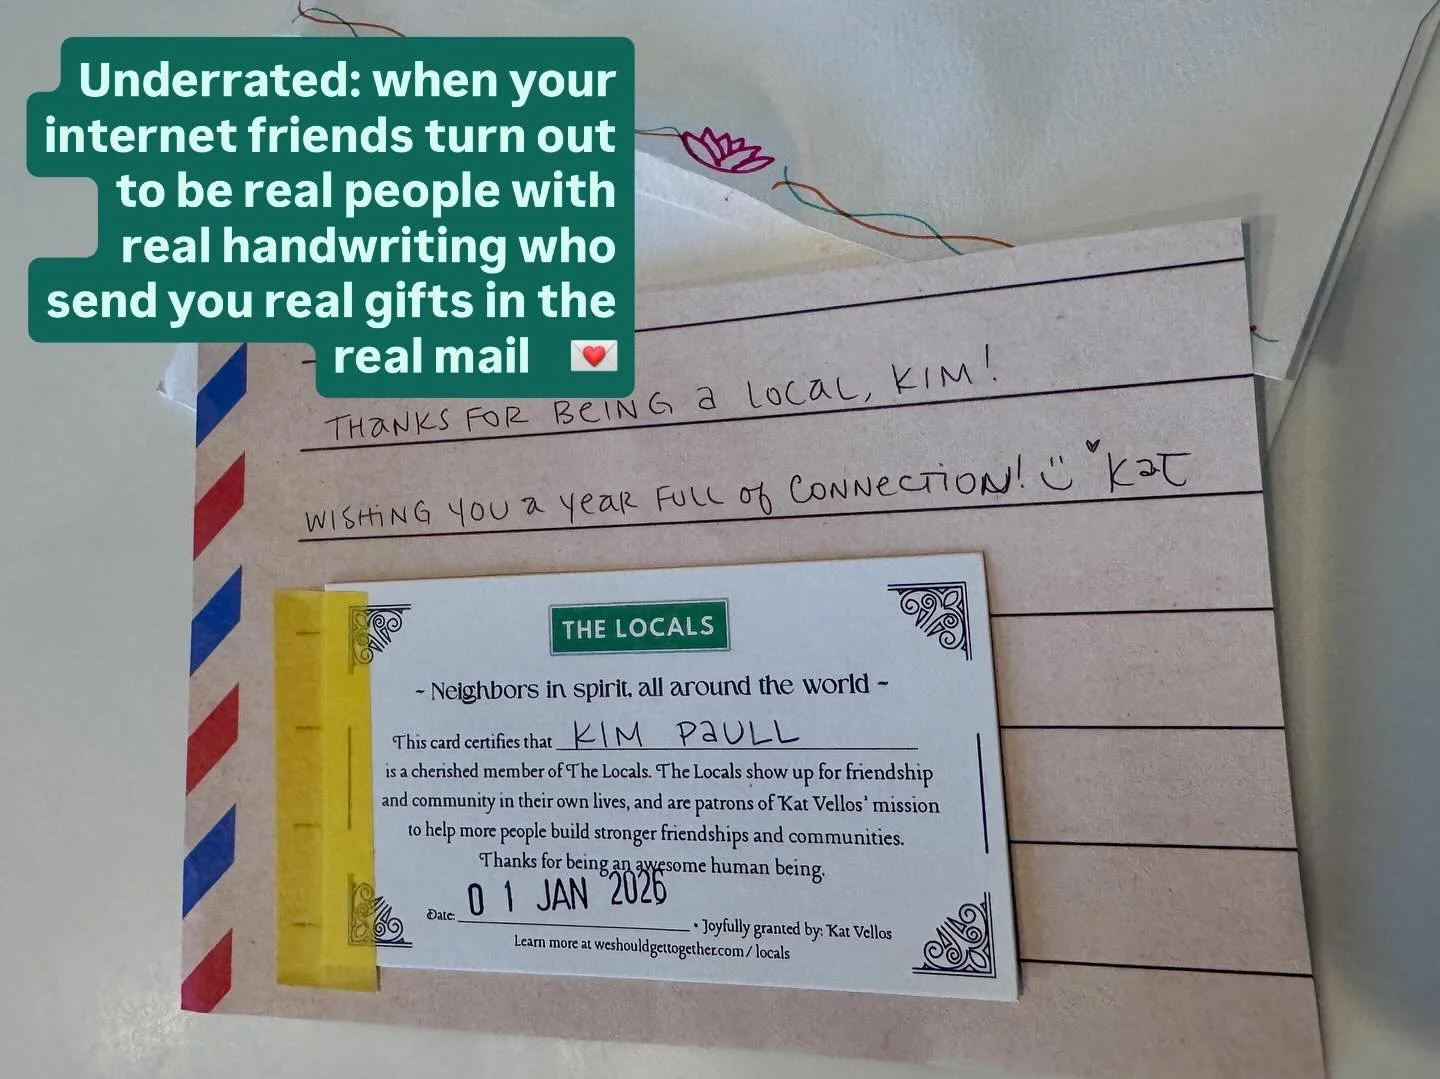 Underrated: when your
internet friends turn out
to be real people with
real handwriting who
send you real gifts in the
real mail 💌
THANKS FOR BEING a LOCAL, KIM!
WISHING YOU a YEAR FULL OF CONNECTION! Kat
THE LOCALS
~ Neighbors in spirit, all around the world ~
This card certifies that KIM PAULL
is a cherished member of The Locals. The Locals show up for friendship
and community in their own lives, and are patrons of Kat Vellos’ mission
to help more people build stronger friendships and communities.
Thanks for being an awesome human being.
Date: 01 JAN 2026 • Joyfully granted by: Kat Vellos
Learn more at weshouldgettogether.com/locals